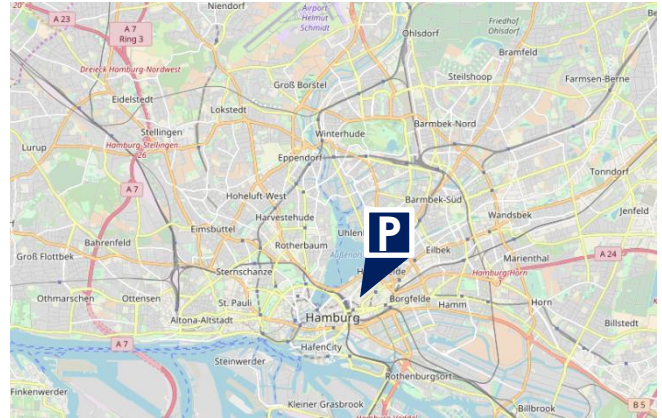 Niendorf
Airport
Helmut
Schmidt
Ohlsdorf
Friedhof
Ohlsdorf
A 23
A 7
Ring 3
Bramfeld
Dreieck Hamburg-Nordwest
Groß Borstel
Steilshoop
Farmsen-Berne
Eidelstedt
Lokstedt
Stellingen
Winterhude
Barmbek-Nord
Lurup
Hamburg-Stellingen
26
Eppendorf
Tonndorf
A 7
Hoheluft-West
Barmbek-Süd
Harvestehude
Wandsbek
Jenfeld
Eimsbüttel
Uhlen
P
Bahrenfeld
Rotherbaum
Eilbek
Groß Flottbek
Marienthal
A 24
Sternschanze
Hamburg-Horn
Othmarschen
Ottensen
St. Pauli
Borgfelde
Hamm
Horn
Altona-Altstadt
Hamburg
Billstedt
A 7
HafenCity
Steinwerder
Rothenburgsort
Finkenwerder
Kleiner Grasbrook
Billbrook
B 5